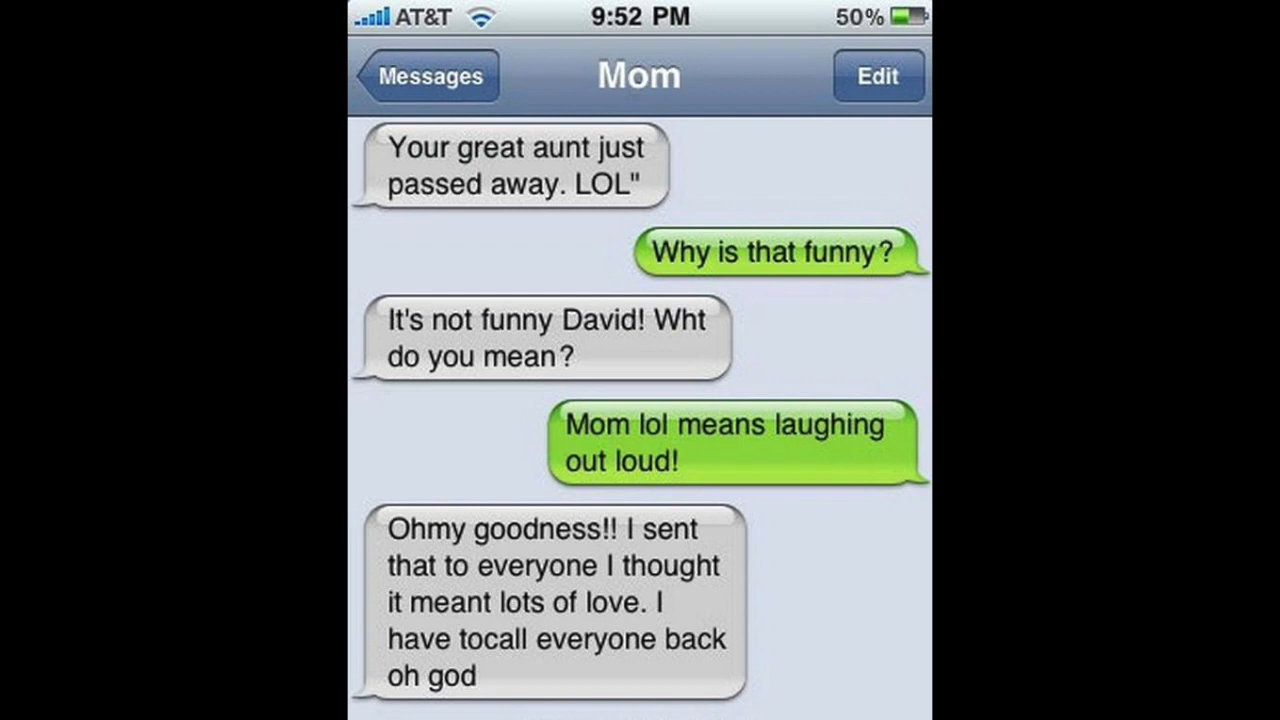 AT&T 9:52 PM 50%
Messages Mom Edit
Your great aunt just
passed away. LOL"
Why is that funny?
It's not funny David! Wht
do you mean?
Mom lol means laughing
out loud!
Ohmy goodness!! I sent
that to everyone I thought
it meant lots of love. I
have tocall everyone back
oh god